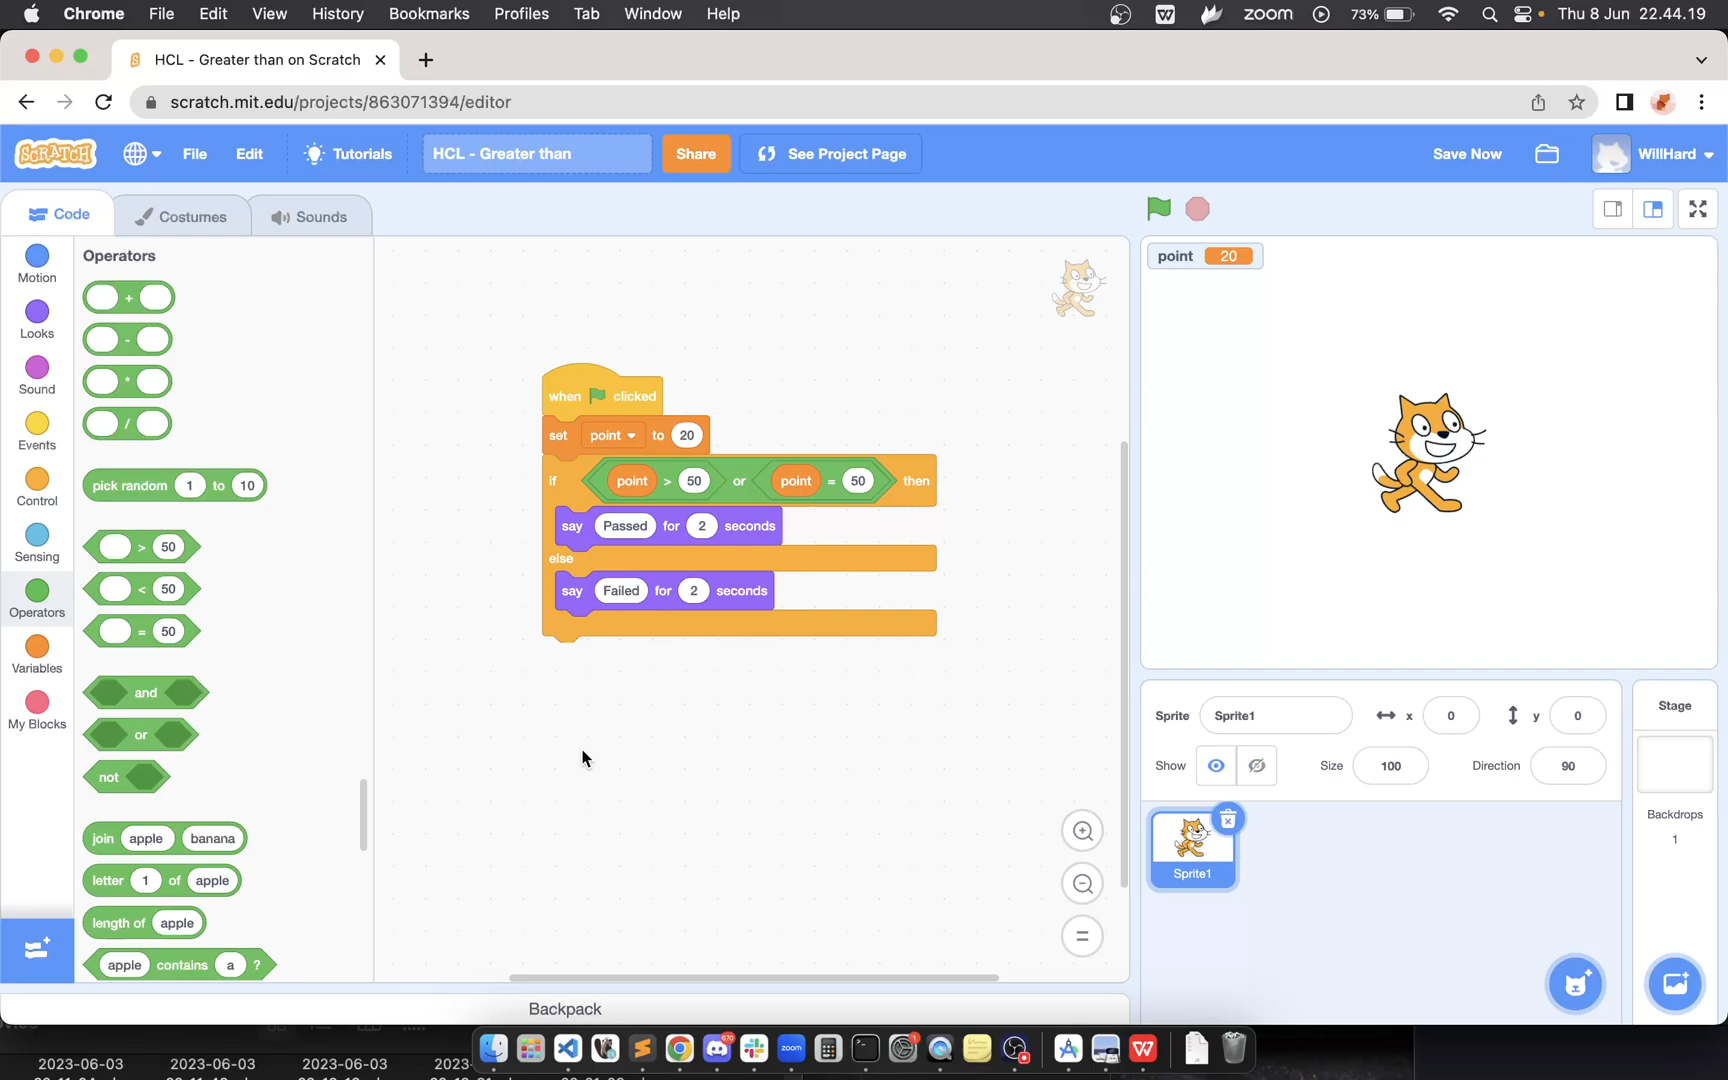 Chrome File Edit View History Bookmarks Profiles Tab Window Help zoom 73% Thu 8 Jun 22.44.19
HCL - Greater than on Scratch
scratch.mit.edu/projects/863071394/editor
SCRATCH File Edit Tutorials HCL - Greater than Share See Project Page Save Now WillHard
Code Costumes Sounds
Motion
Looks
Sound
Events
Control
Sensing
Operators
Variables
My Blocks
Operators
+
-
*
/
pick random 1 to 10
> 50
< 50
= 50
and
or
not
join apple banana
letter 1 of apple
length of apple
apple contains a ?
when clicked
set point to 20
if point > 50 or point = 50 then
say Passed for 2 seconds
else
say Failed for 2 seconds
=
Backpack
point 20
Sprite Sprite1 x 0 y 0
Show Size 100 Direction 90
Sprite1
Stage
Backdrops
1
zoom
2023-06-03 2023-06-03 2023-06-03